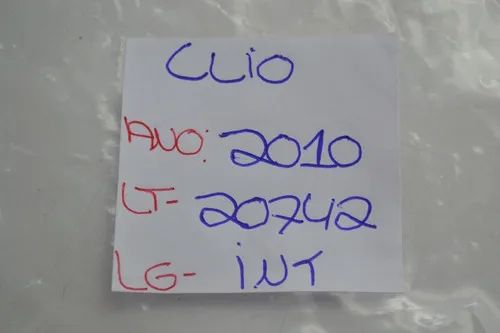 CLIO
ANO: 2010
LT- 20742
LG- INT